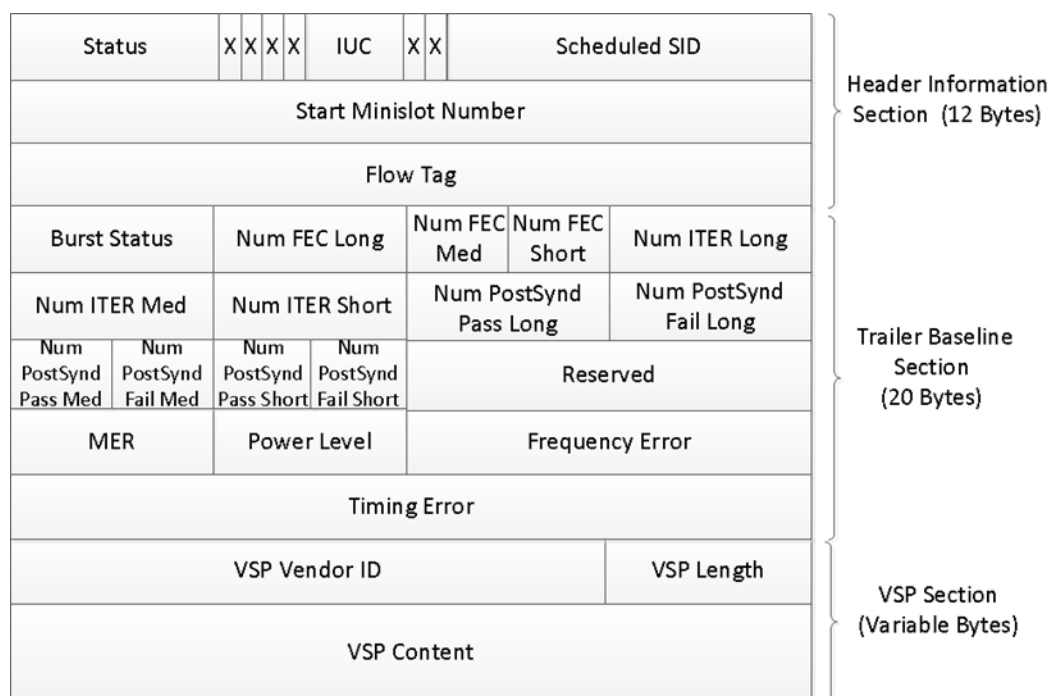 Status X X X X IUC X X Scheduled SID
Start Minislot Number
Flow Tag
Header Information
Section (12 Bytes)
Burst Status
Num FEC Long
Num FEC
Med
Num FEC
Short
Num ITER Long
Num ITER Med
Num ITER Short
Num PostSynd
Pass Long
Num PostSynd
Fail Long
Num
PostSynd
Pass Med
Num
PostSynd
Fail Med
Num
PostSynd
Pass Short
Num
PostSynd
Fail Short
Reserved
MER
Power Level
Frequency Error
Timing Error
Trailer Baseline
Section
(20 Bytes)
VSP Vendor ID
VSP Length
VSP Content
VSP Section
(Variable Bytes)